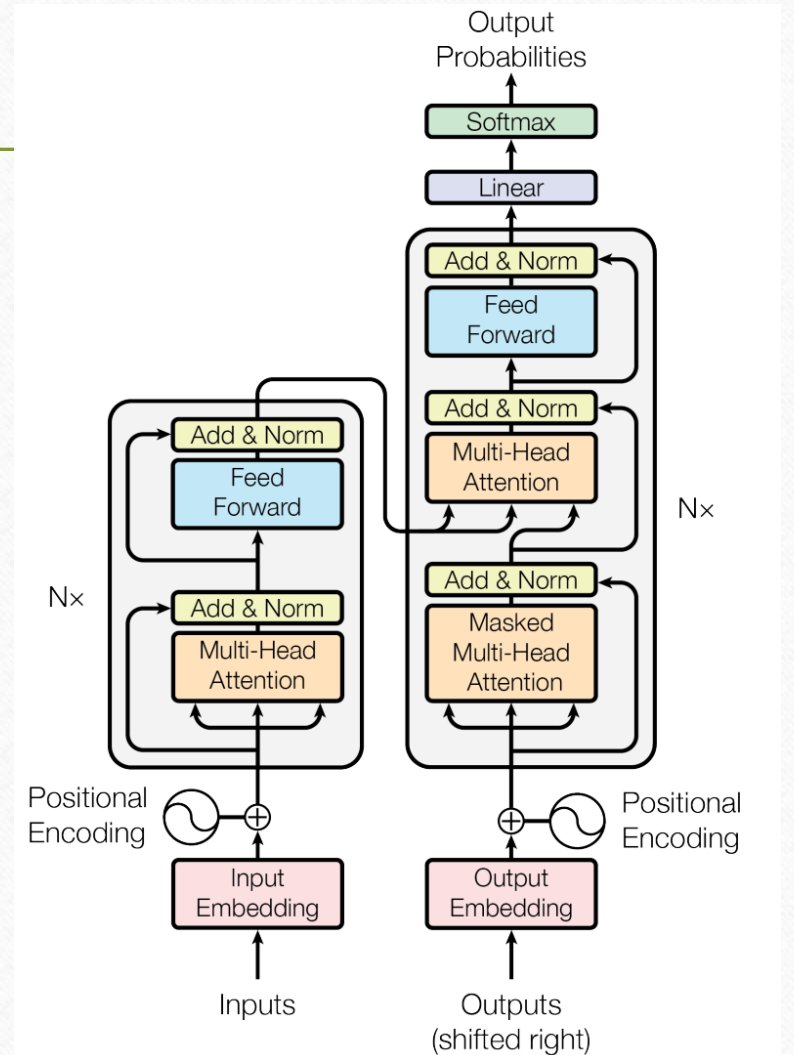 Output
Probabilities
Softmax
Linear
Add & Norm
Feed
Forward
Add & Norm
Multi-Head
Attention
Add & Norm
Masked
Multi-Head
Attention
Nx
Add & Norm
Feed
Forward
Add & Norm
Multi-Head
Attention
Nx
Positional
Encoding
Positional
Encoding
Input
Embedding
Output
Embedding
Inputs
Outputs
(shifted right)